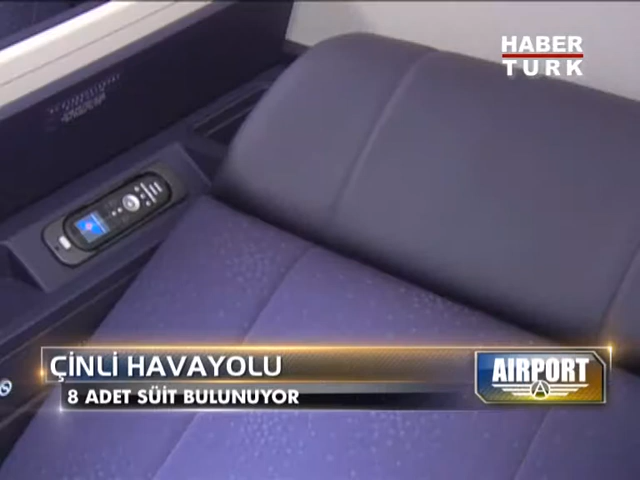 HABER
TURK
ÇİNLİ HAVAYOLU
AIRPORT
8 ADET SÜİT BULUNUYOR